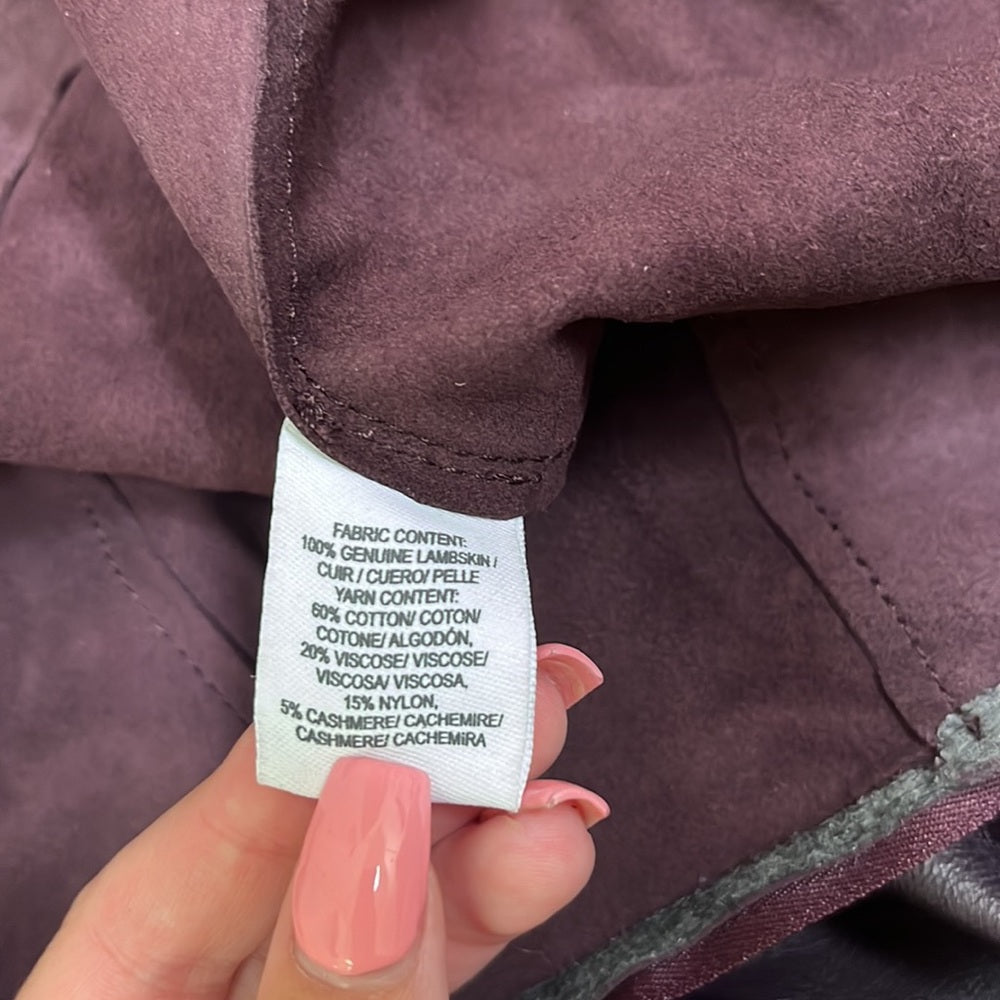 FABRIC CONTENT:
100% GENUINE LAMBSKIN /
CUIR / CUERO/ PELLE
YARN CONTENT:
60% COTTON/ COTON/
COTONE/ ALGODÓN,
20% VISCOSE/ VISCOSE/
VISCOSA/ VISCOSA,
15% NYLON,
5% CASHMERE/ CACHEMIRE/
CASHMERE/ CACHEMiRA